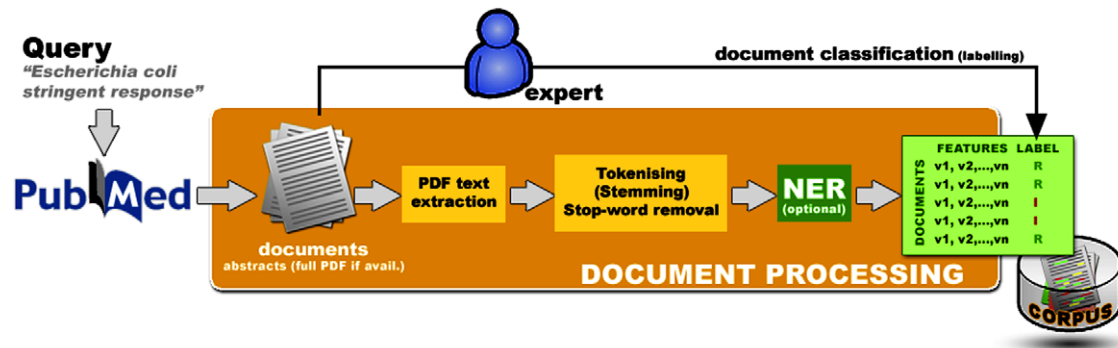 Query
"Escherichia coli
stringent response"
PubMed
expert
document classification (labelling)
documents
abstracts (full PDF if avail.)
PDF text
extraction
Tokenising
(Stemming)
Stop-word removal
NER
(optional)
DOCUMENT PROCESSING
FEATURES LABEL
DOCUMENTS
v1, v2,...,vn R
v1, v2,...,vn R
v1, v2,...,vn I
v1, v2,...,vn I
v1, v2,...,vn R
CORPUS